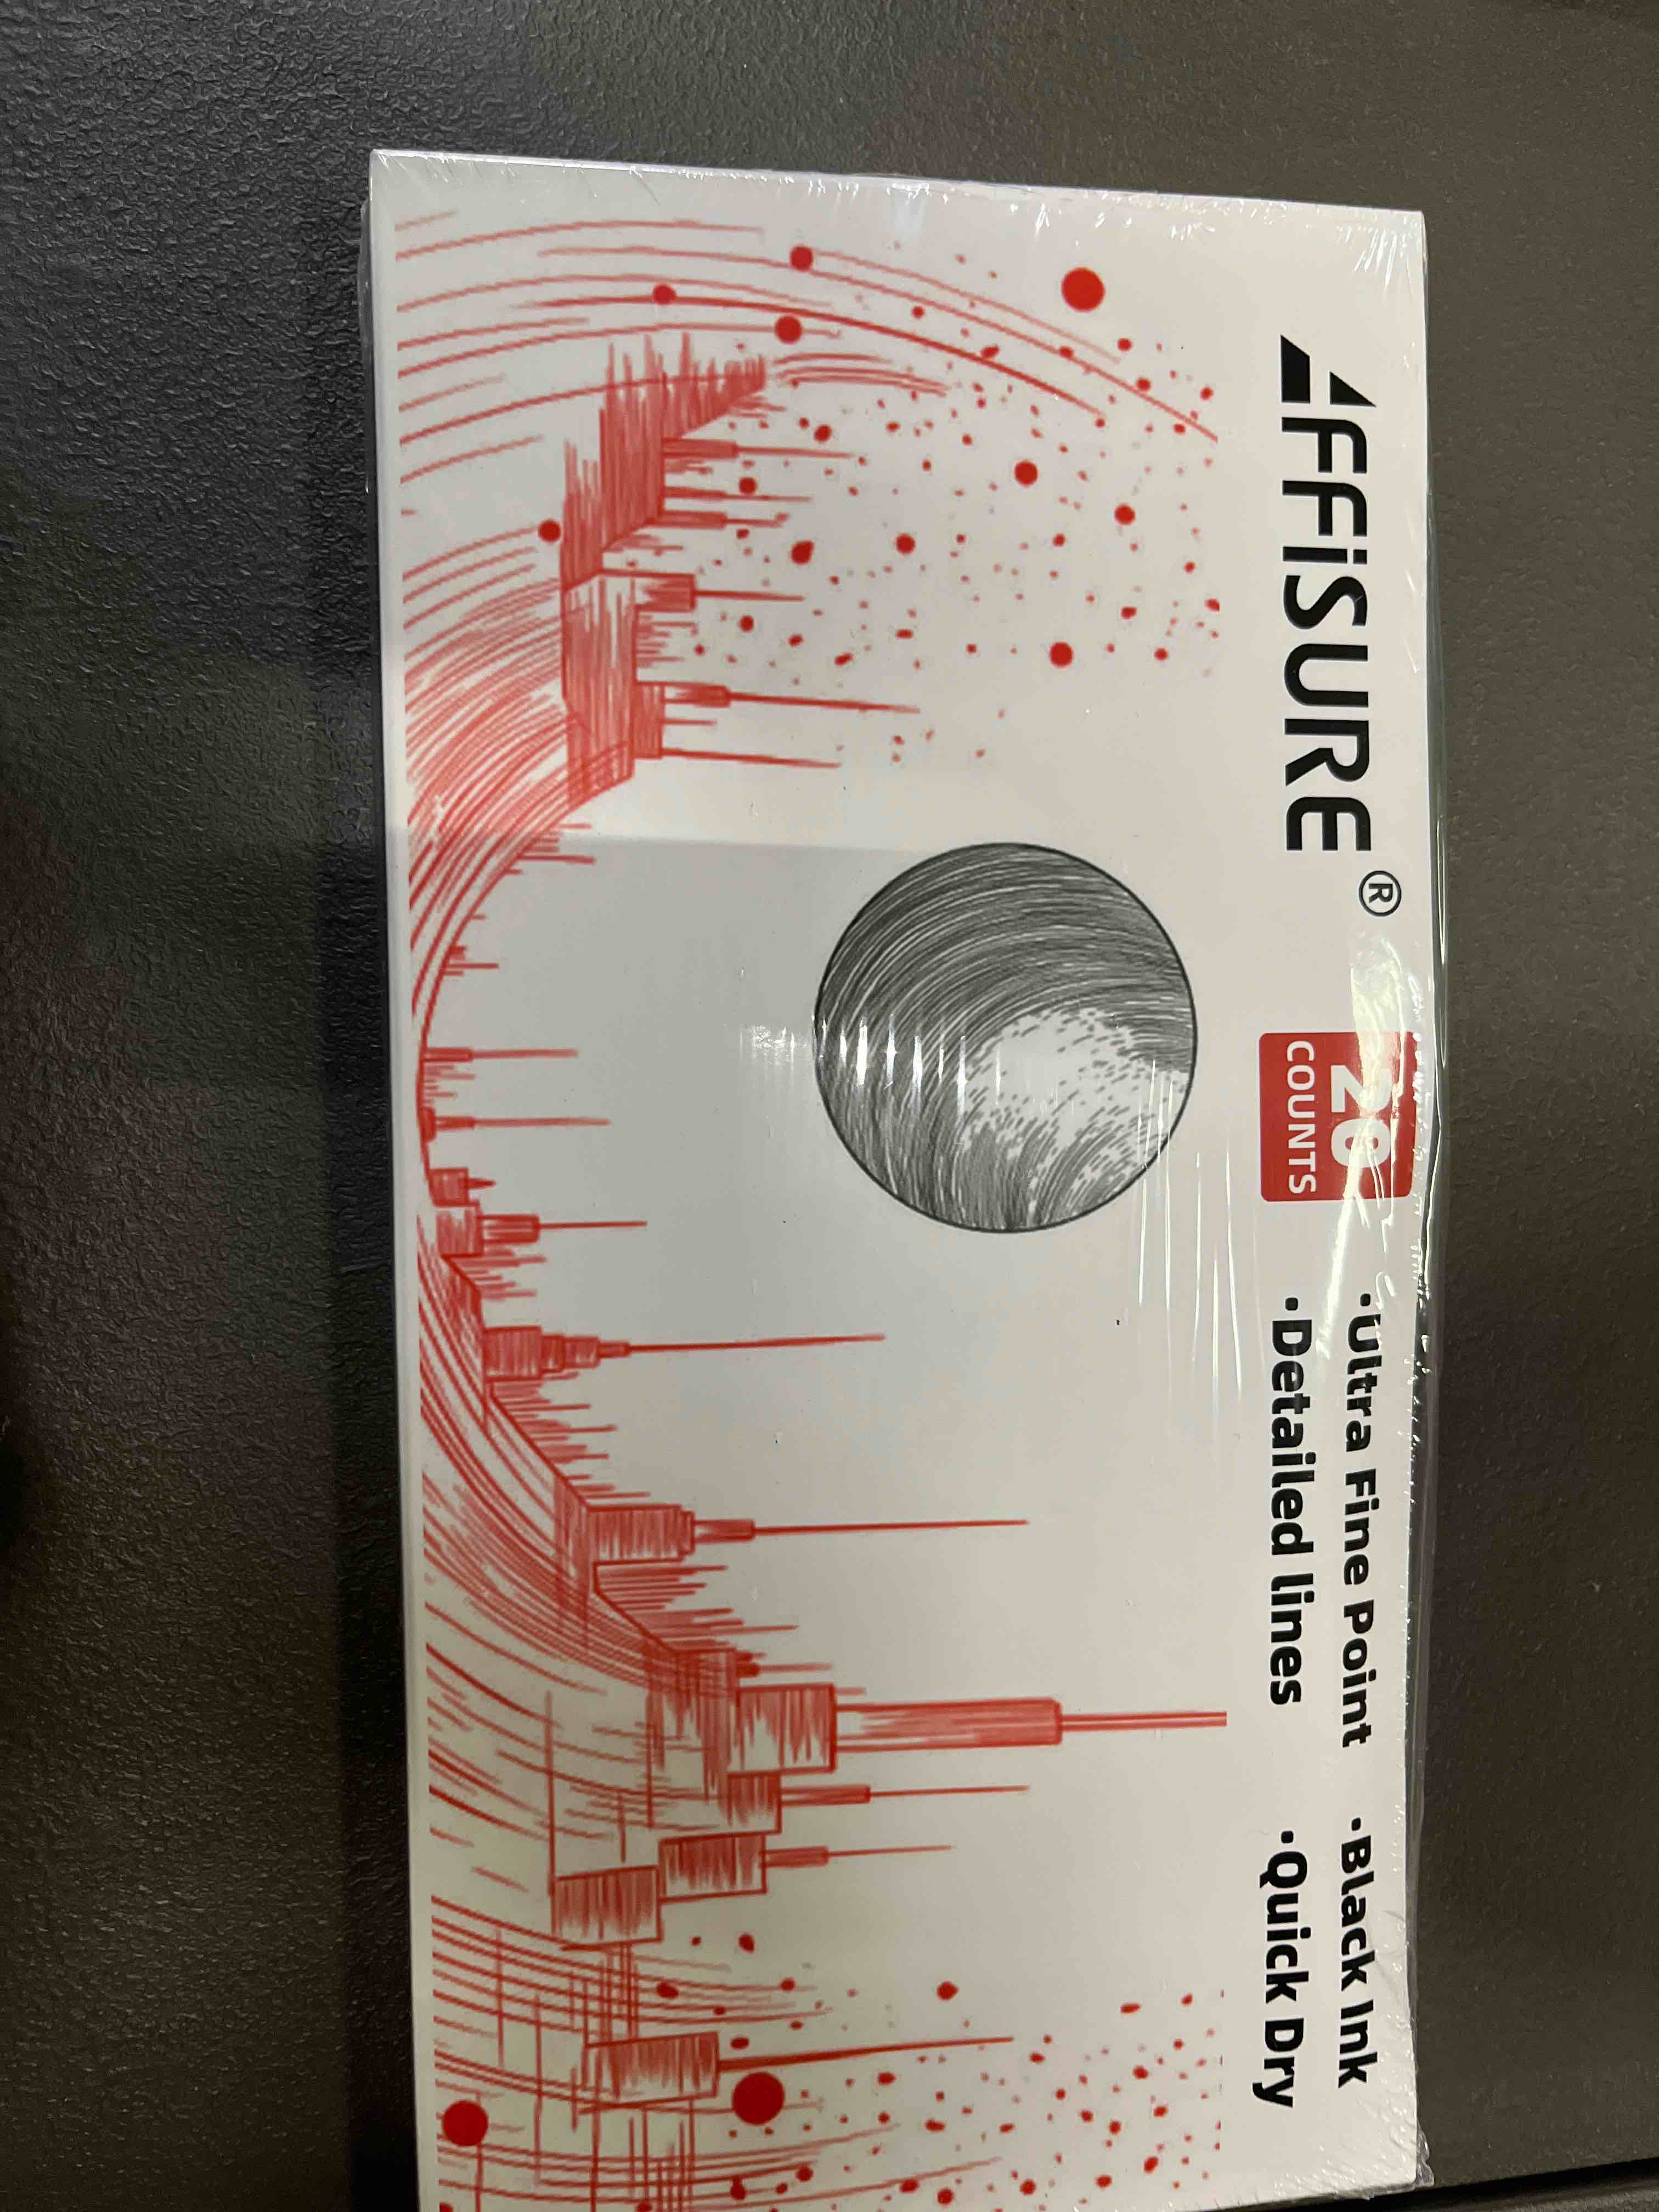 AFFiSURE®
20
COUNTS
·Ultra Fine Point ·Black Ink
·Detailed lines ·Quick Dry